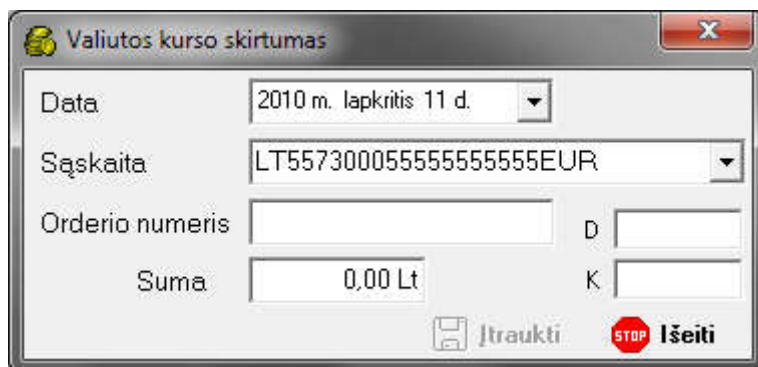 Valiutos kurso skirtumas
Data 2010 m. lapkritis 11 d.
Sąskaita LT557300055555555555EUR
Orderio numeris D
Suma 0,00 Lt K
Įtraukti STOP Išeiti